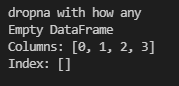 dropna with how any
Empty DataFrame
Columns: [0, 1, 2, 3]
Index: []